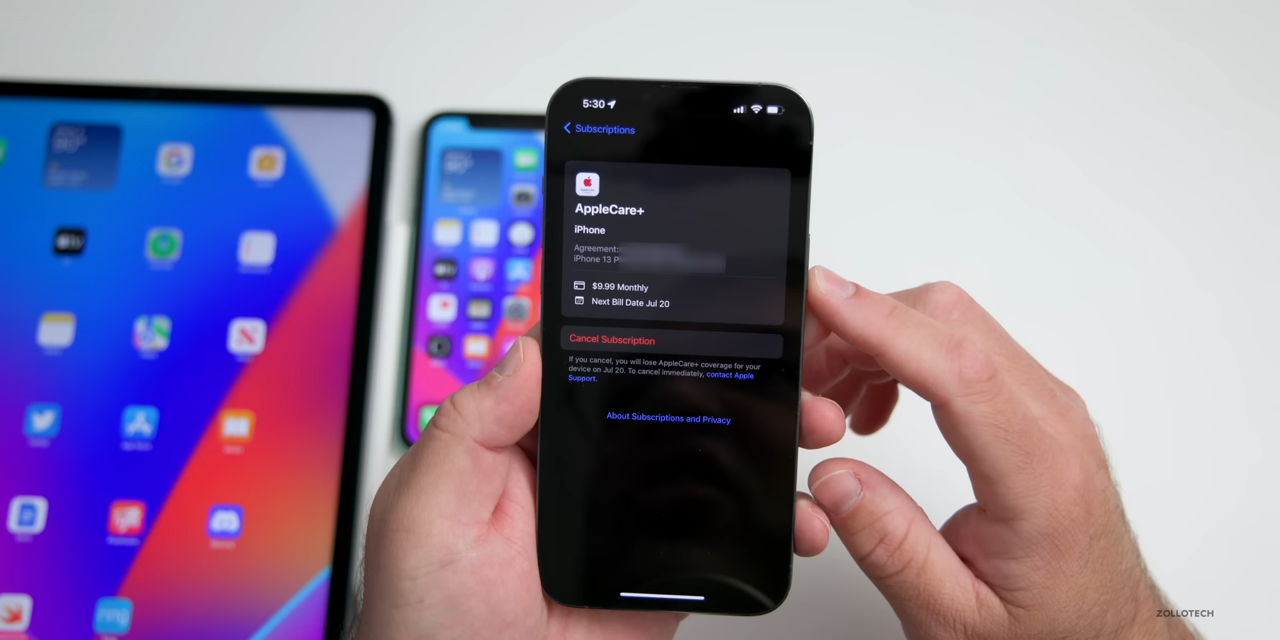 5:30
Subscriptions
AppleCare+
iPhone
Agreement:
iPhone 13 P
$9.99 Monthly
Next Bill Date Jul 20
Cancel Subscription
If you cancel, you will lose AppleCare+ coverage for your
device on Jul 20. To cancel immediately, contact Apple
Support.
About Subscriptions and Privacy
ring
ZOLLOTECH